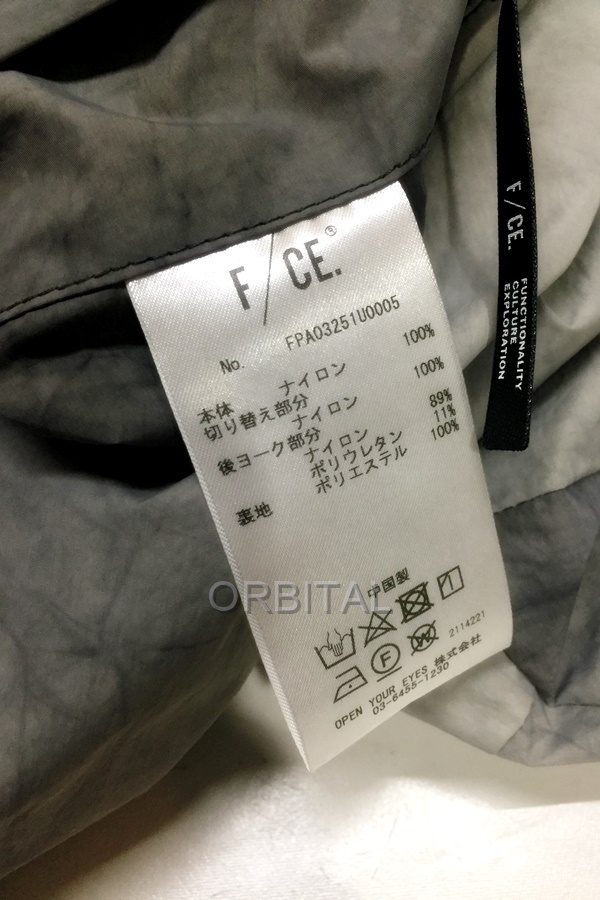 F/CE.®
No. FPA03251U0005
本体 ナイロン 100%
切り替え部分 ナイロン 100%
後ヨーク部分 ナイロン 89%
ポリウレタン 11%
裏地 ポリエステル 100%
中国製
2114221
OPEN YOUR EYES 株式会社
03-6455-1230
F/CE.
FUNCTIONALITY
CULTURE
EXPLORATION
ORBITAL
F
W